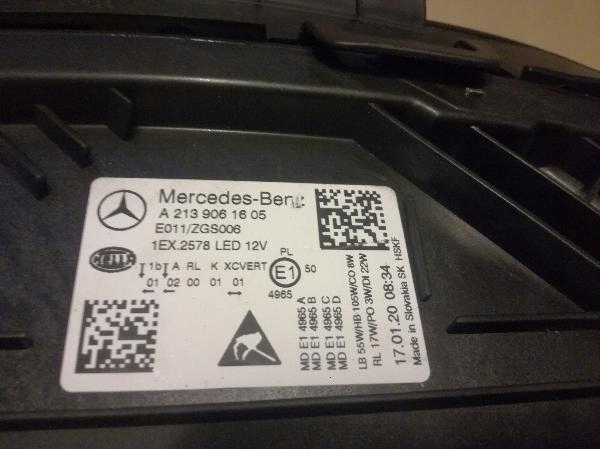 Mercedes-Benz
A 213 906 16 05
E011/ZGS006
1EX.2578 LED 12V
HELLA
1b A RL K XCVERT
01 02 00 01 01
PL
E1
50
4965
MD E1 4965 A
MD E1 4965 B
MD E1 4965 C
MD E1 4965 D
LB 55W/HB 105W/CO 8W
RL 17W/PO 3W/DI 22W
17.01.20 08:34
Made in Slovakia SK HSKF